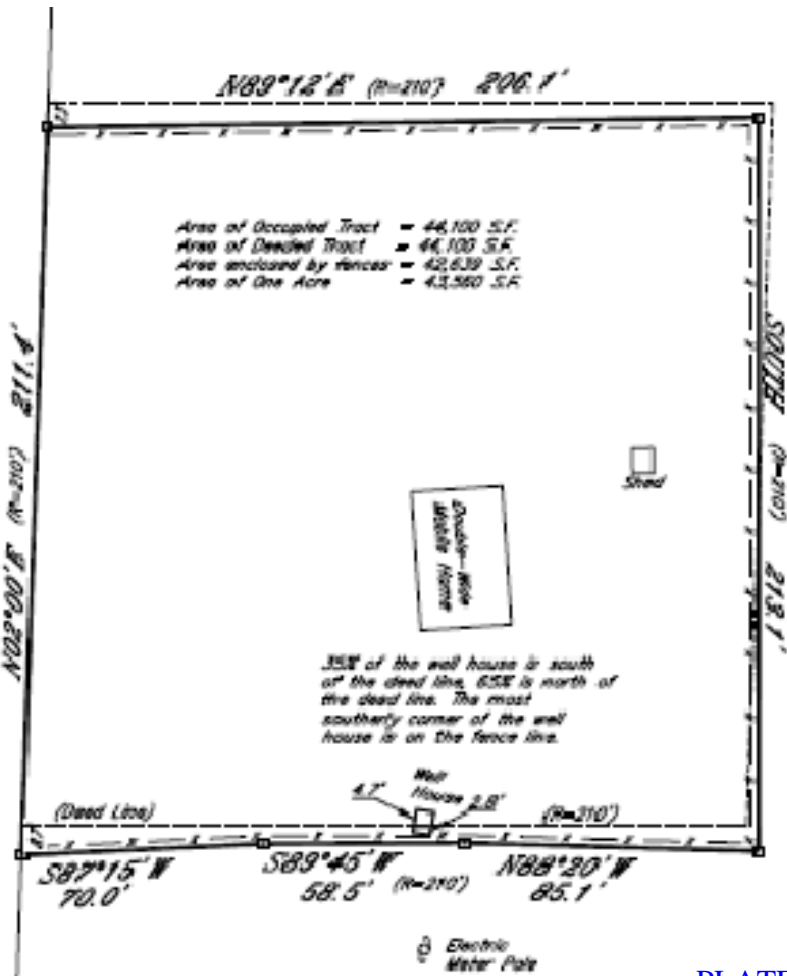 N89°12'E (R=210') 206.1'
Area of Occupied Tract = 44,100 S.F.
Area of Deeded Tract = 44,100 S.F.
Area enclosed by fences = 42,639 S.F.
Area of One Acre = 43,560 S.F.
N02°00'E (R=210') 211.4'
SOUTH (R=210') 213.1'
Shed
Double-Wide
Mobile Home
35% of the well house is south
of the deed line, 65% is north of
the deed line. The most
southerly corner of the well
house is on the fence line.
Well
House
4.7'
(Deed Line)
(R=210')
S87°15'W
70.0'
S89°45'W
58.5' (R=210')
N88°20'W
85.1'
Electric
Meter Pole